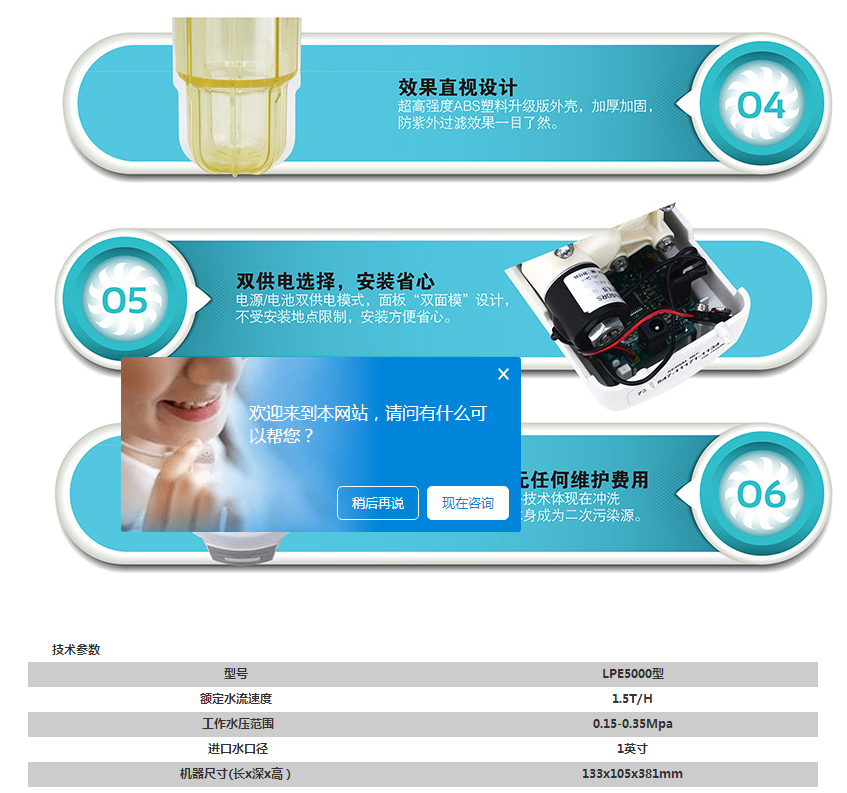 效果直视设计
超高强度ABS塑料升级版外壳，加厚加固，
防紫外过滤效果一目了然。
04
05
双供电选择，安装省心
电源/电池双供电模式，面板“双面模”设计，
不受安装地点限制，安装方便省心。
欢迎来到本网站，请问有什么可
以帮您？
稍后再说
现在咨询
任何维护费用
技术体现在冲洗
身成为二次污染源。
06
技术参数
型号 LPE5000型
额定水流速度 1.5T/H
工作水压范围 0.15-0.35Mpa
进口水口径 1英寸
机器尺寸(长x深x高） 133x105x381mm